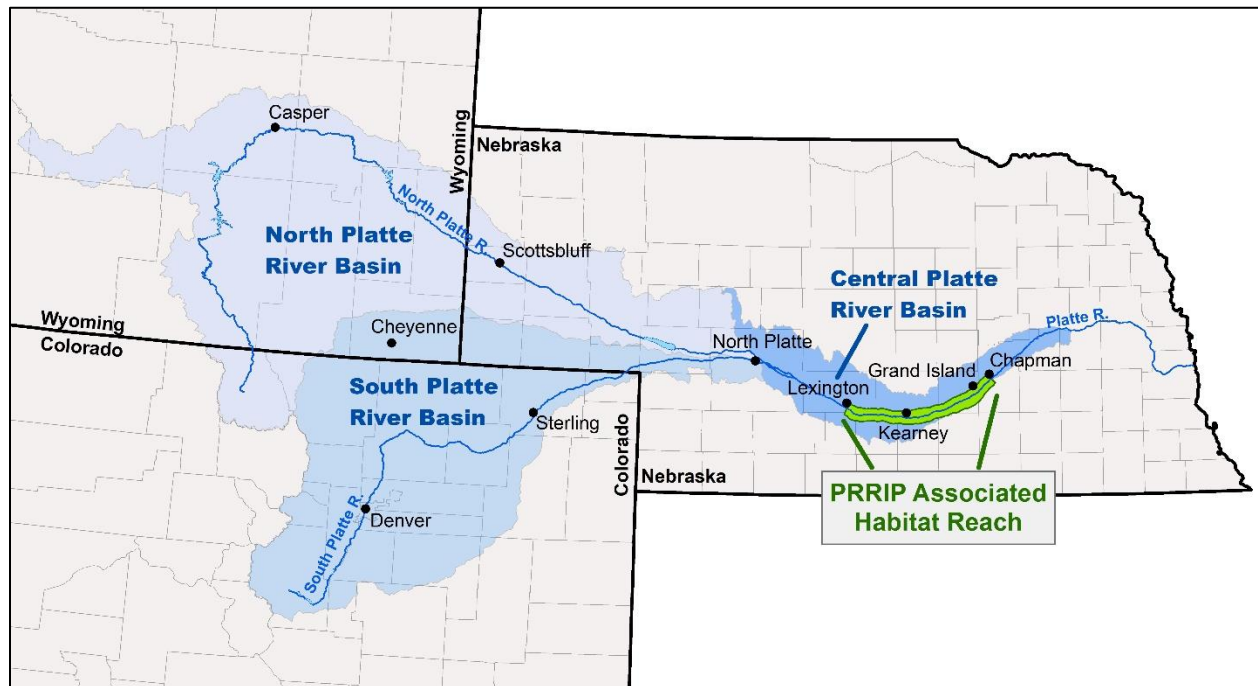 Casper
Wyoming
Nebraska
North Platte R.
North Platte
River Basin
Scottsbluff
Central Platte
River Basin
Platte R.
Wyoming
Colorado
Cheyenne
North Platte
Grand Island
Chapman
Lexington
South Platte
River Basin
Sterling
Kearney
Colorado
Nebraska
PRRIP Associated
Habitat Reach
South Platte R.
Denver